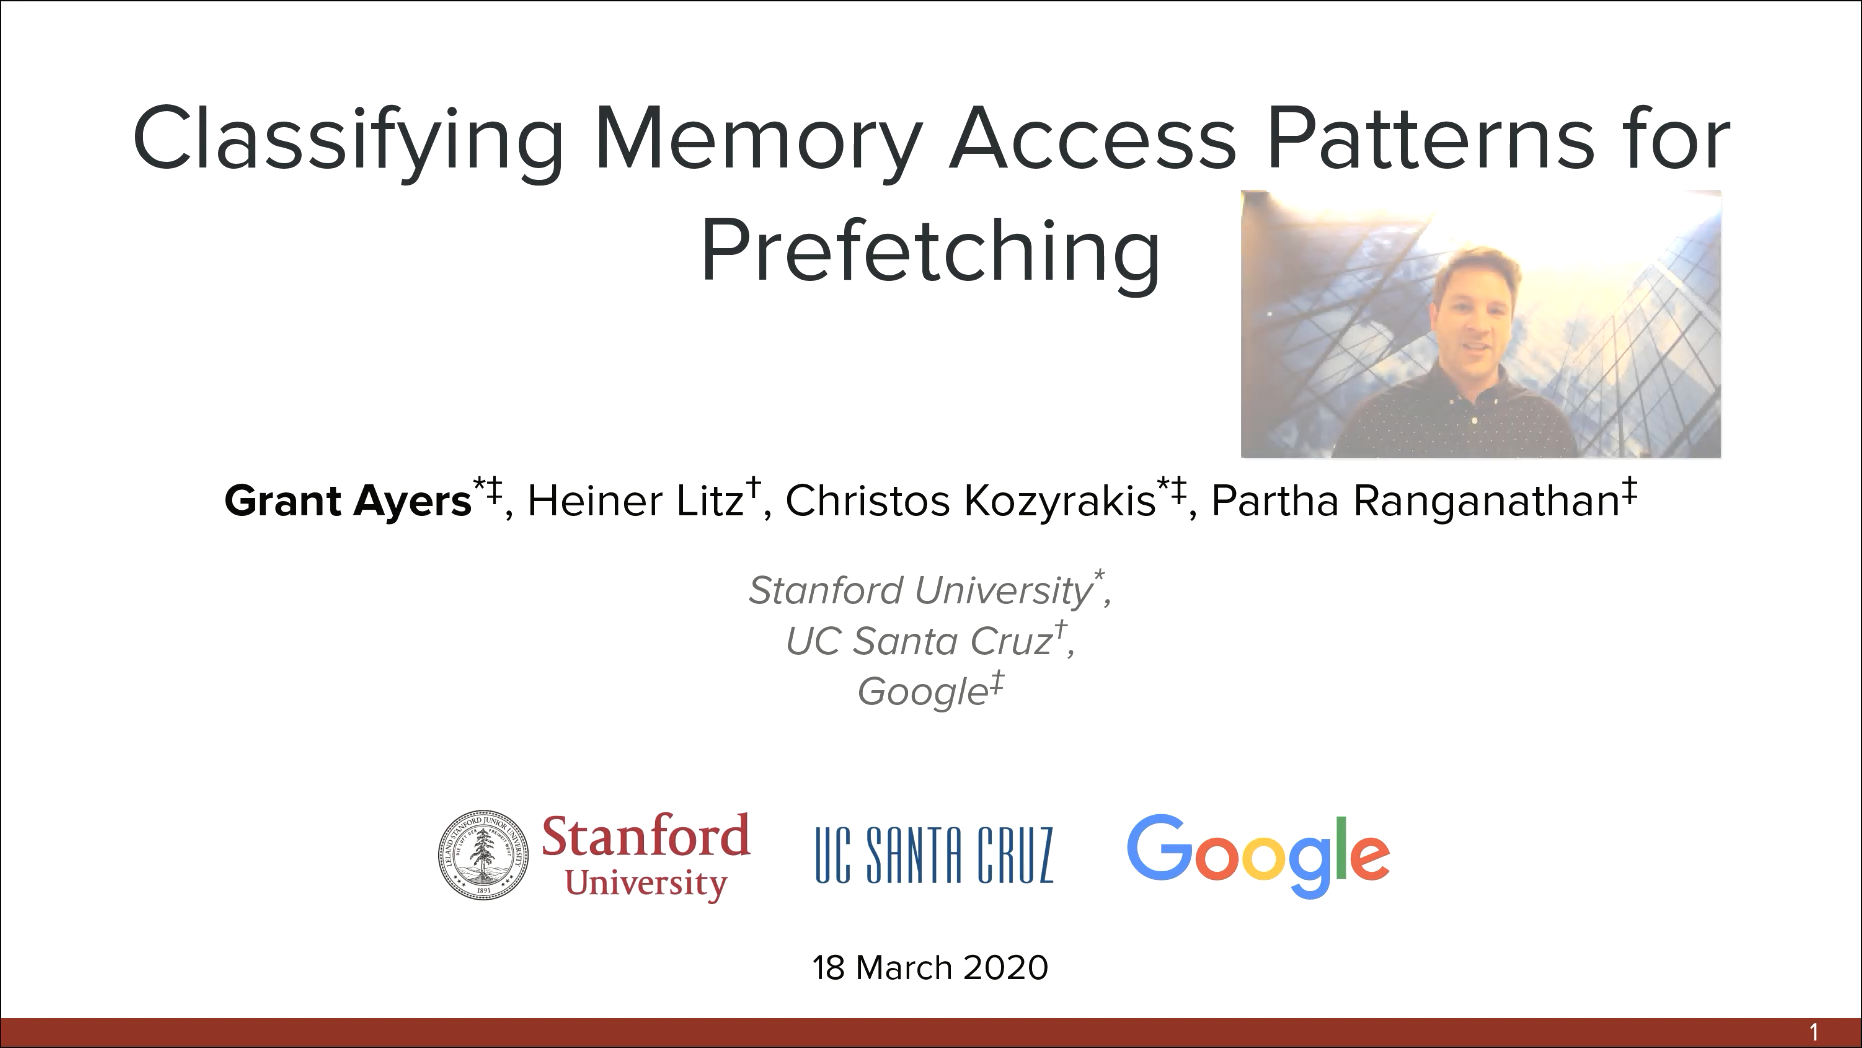 Classifying Memory Access Patterns for
Prefetching
Grant Ayers*‡, Heiner Litz†, Christos Kozyrakis*‡, Partha Ranganathan‡
Stanford University*,
UC Santa Cruz†,
Google‡
Stanford
University
1891
UC SANTA CRUZ
Google
18 March 2020
1